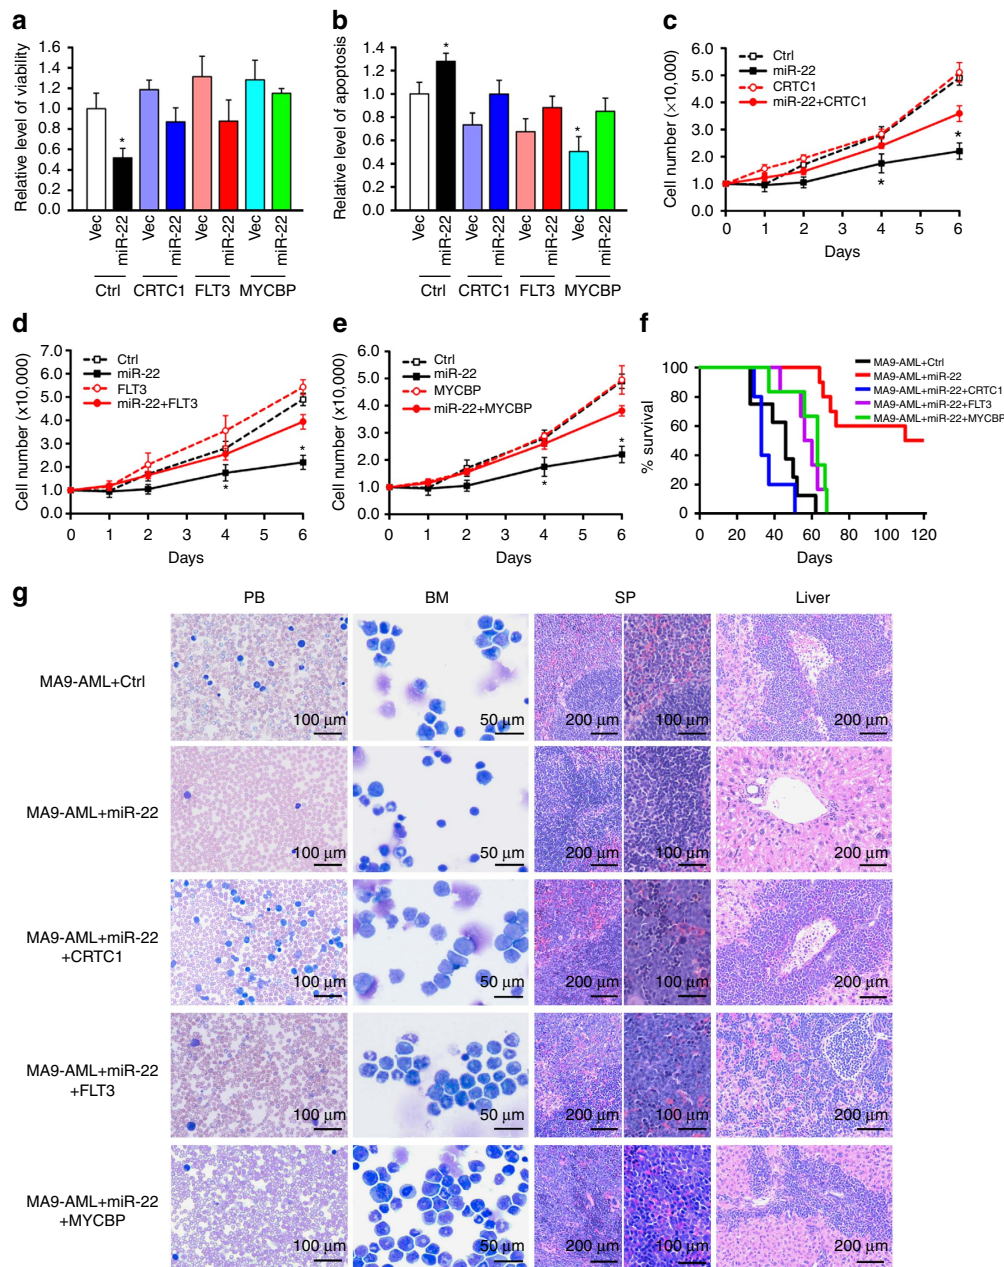 a
Relative level of viability
1.6
1.4
1.2
1.0
0.8
0.6
0.4
0.2
0.0
*
Vec
miR-22
Vec
miR-22
Vec
miR-22
Vec
miR-22
Ctrl CRTC1 FLT3 MYCBP
b
Relative level of apoptosis
1.4
1.2
1.0
0.8
0.6
0.4
0.2
0.0
*
*
Vec
miR-22
Vec
miR-22
Vec
miR-22
Vec
miR-22
Ctrl CRTC1 FLT3 MYCBP
c
Cell number (×10,000)
6.0
5.0
4.0
3.0
2.0
1.0
0.0
Ctrl
miR-22
CRTC1
miR-22+CRTC1
*
*
0 1 2 4 6
Days
d
Cell number (x10,000)
7.0
6.0
5.0
4.0
3.0
2.0
1.0
0.0
Ctrl
miR-22
FLT3
miR-22+FLT3
*
*
0 1 2 4 6
Days
e
Cell number (x10,000)
6.0
5.0
4.0
3.0
2.0
1.0
0.0
Ctrl
miR-22
MYCBP
miR-22+MYCBP
*
*
0 1 2 4 6
Days
f
% survival
100
80
60
40
20
0
MA9-AML+Ctrl
MA9-AML+miR-22
MA9-AML+miR-22+CRTC1
MA9-AML+miR-22+FLT3
MA9-AML+miR-22+MYCBP
0 20 40 60 80 100 120
Days
g
PB BM SP Liver
MA9-AML+Ctrl
100 µm 50 µm 200 µm 100 µm 200 µm
MA9-AML+miR-22
100 µm 50 µm 200 µm 100 µm 200 µm
MA9-AML+miR-22
+CRTC1
100 µm 50 µm 200 µm 100 µm 200 µm
MA9-AML+miR-22
+FLT3
100 µm 50 µm 200 µm 100 µm 200 µm
MA9-AML+miR-22
+MYCBP
100 µm 50 µm 200 µm 100 µm 200 µm